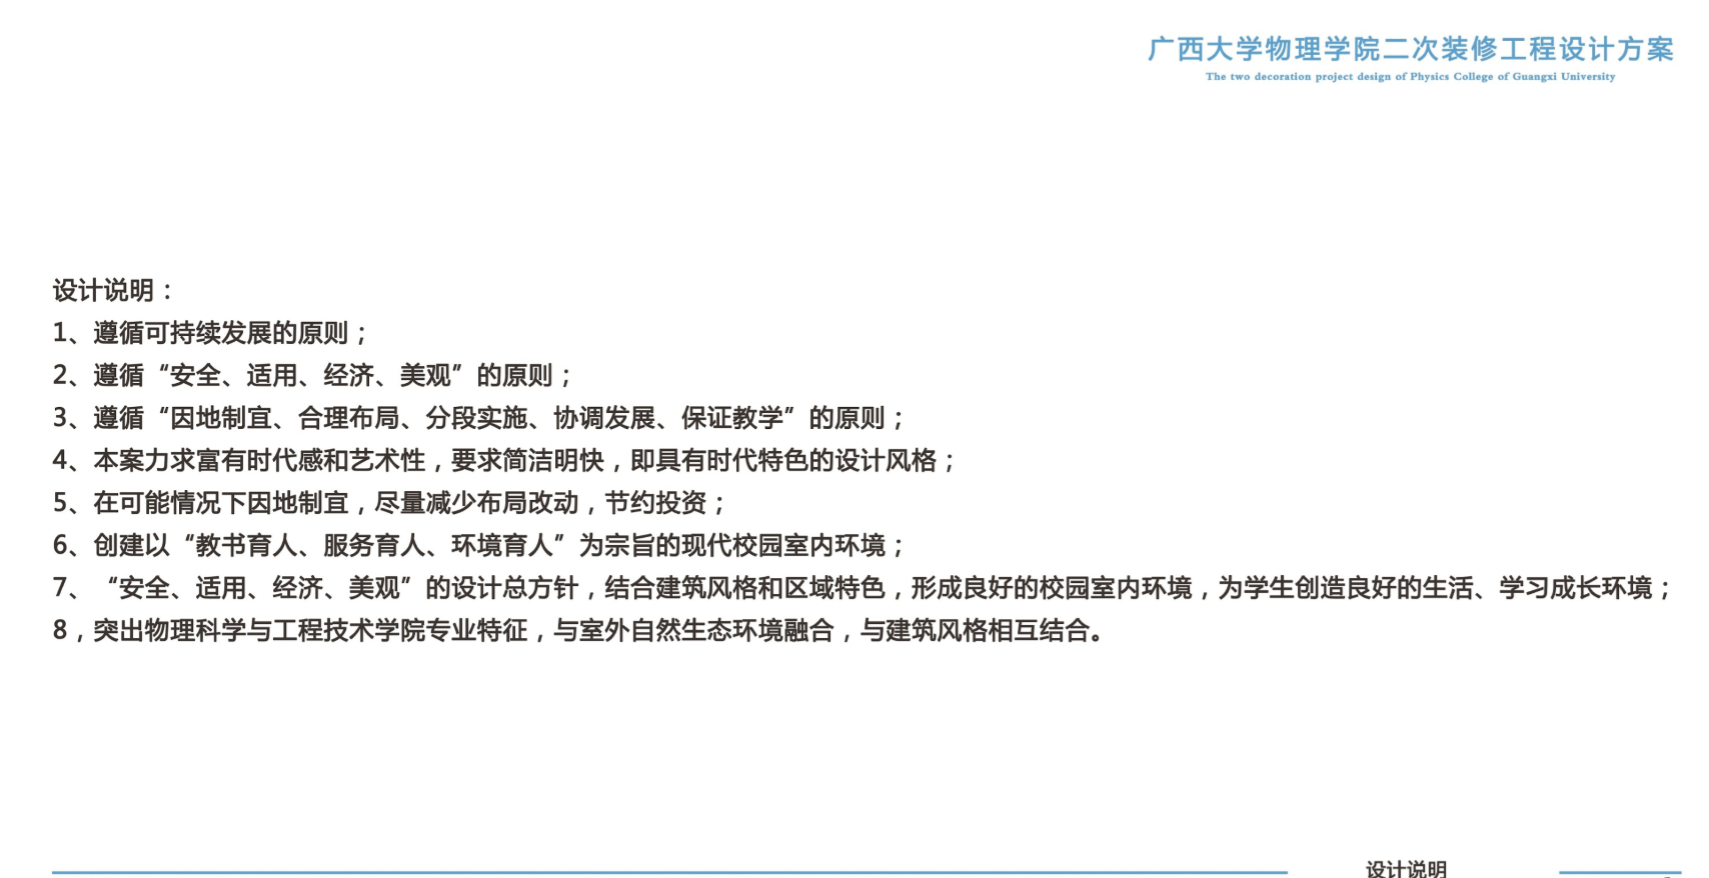 广西大学物理学院二次装修工程设计方案
The two decoration project design of Physics College of Guangxi University
设计说明：
1、遵循可持续发展的原则；
2、遵循“安全、适用、经济、美观”的原则；
3、遵循“因地制宜、合理布局、分段实施、协调发展、保证教学”的原则；
4、本案力求富有时代感和艺术性，要求简洁明快，即具有时代特色的设计风格；
5、在可能情况下因地制宜，尽量减少布局改动，节约投资；
6、创建以“教书育人、服务育人、环境育人”为宗旨的现代校园室内环境；
7、“安全、适用、经济、美观”的设计总方针，结合建筑风格和区域特色，形成良好的校园室内环境，为学生创造良好的生活、学习成长环境；
8，突出物理科学与工程技术学院专业特征，与室外自然生态环境融合，与建筑风格相互结合。
设计说明